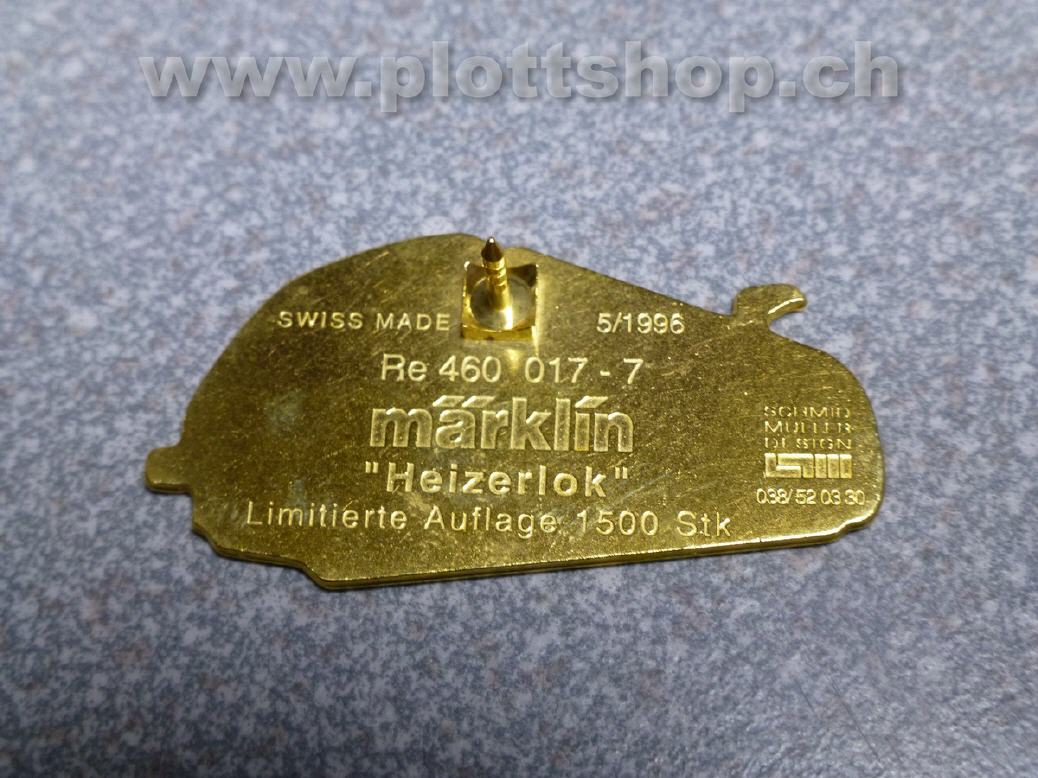 www.plottshop.ch
SWISS MADE 5/1996
Re 460 017 - 7
märklin
"Heizerlok"
Limitierte Auflage 1500 Stk
SCHMID
MULLER
DESIGN
038/52 03 30